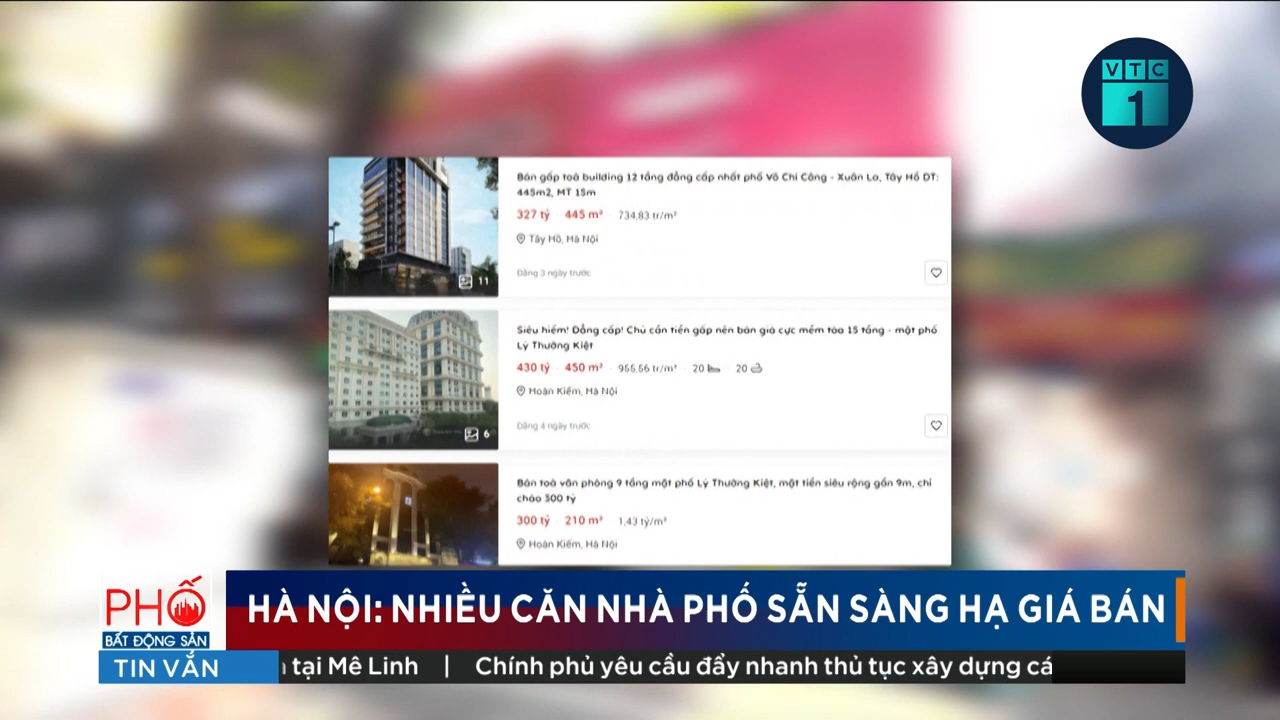 VTC
1
Bán gấp toà building 12 tầng đẳng cấp nhất phố Võ Chí Công - Xuân La, Tây Hồ DT:
445m2, MT 15m
327 tỷ · 445 m² · 734,83 tr/m²
Tây Hồ, Hà Nội
Đăng 3 ngày trước
11
Siêu hiếm! Đẳng cấp! Chủ cần tiền gấp nên bán giá cực mềm tòa 15 tầng - mặt phố
Lý Thường Kiệt
430 tỷ · 450 m² · 955,56 tr/m² · 20 · 20
Hoàn Kiếm, Hà Nội
Đăng 4 ngày trước
6
Bán toà văn phòng 9 tầng mặt phố Lý Thường Kiệt, mặt tiền siêu rộng gần 9m, chỉ
chào 300 tỷ
300 tỷ · 210 m² · 1,43 tỷ/m²
Hoàn Kiếm, Hà Nội
PHỐ
BẤT ĐỘNG SẢN
HÀ NỘI: NHIỀU CĂN NHÀ PHỐ SẴN SÀNG HẠ GIÁ BÁN
TIN VẮN
tại Mê Linh | Chính phủ yêu cầu đẩy nhanh thủ tục xây dựng cá